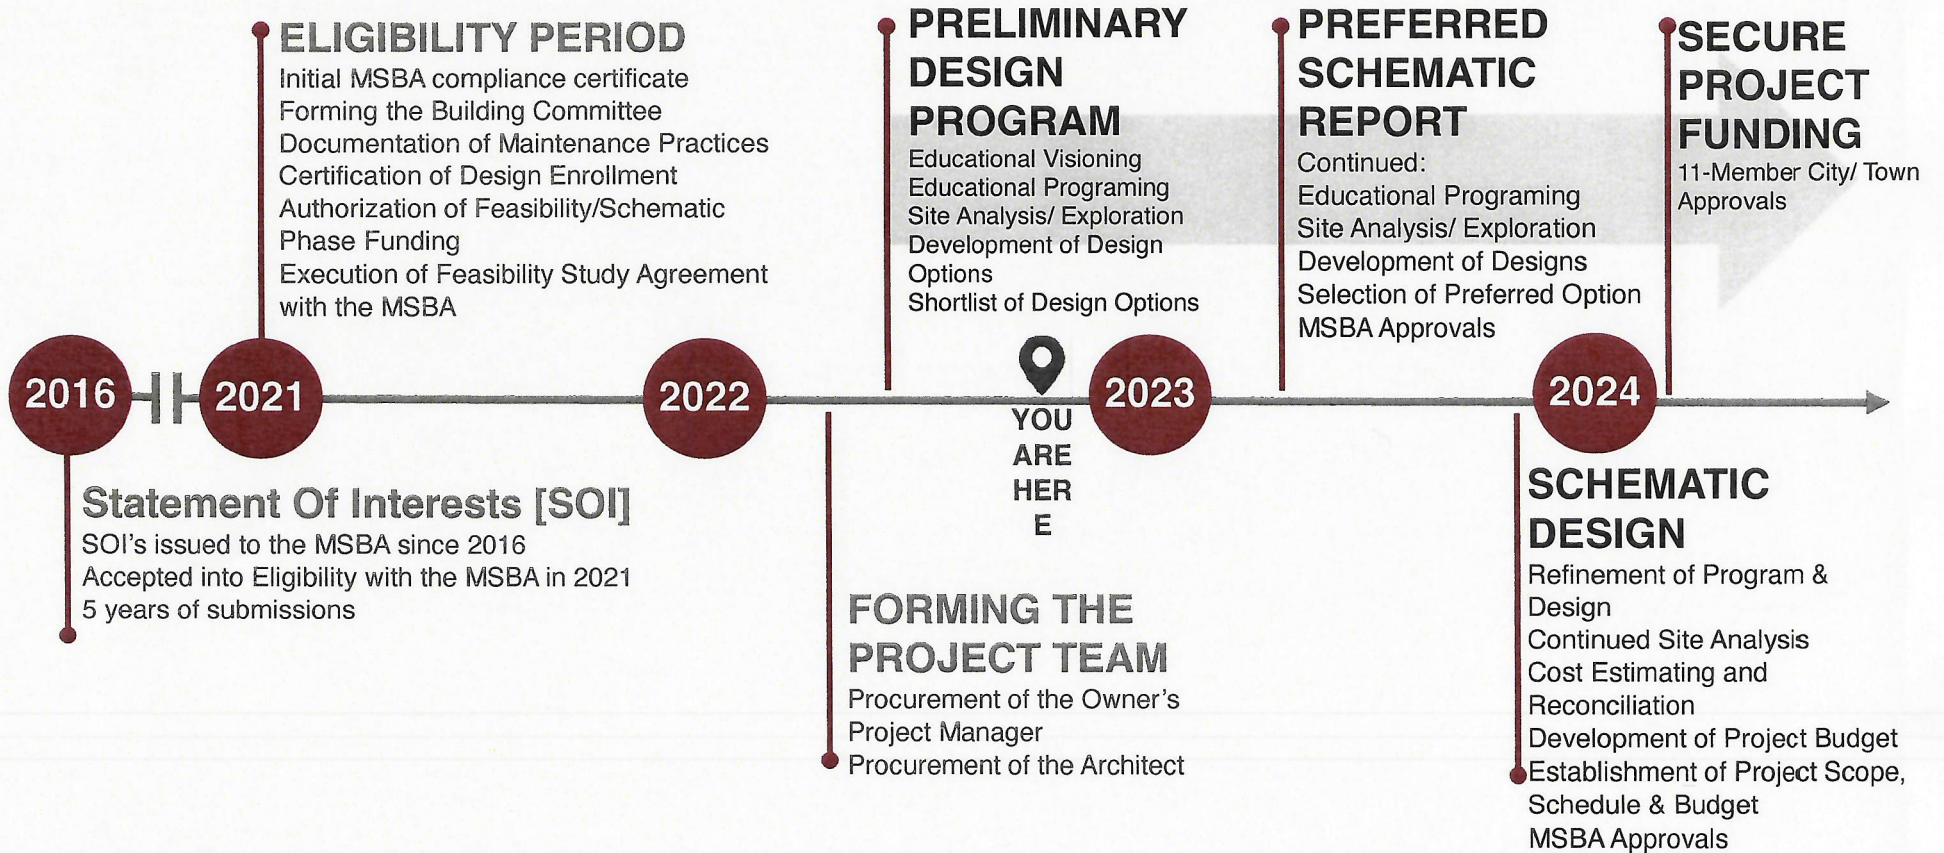 ELIGIBILITY PERIOD
Initial MSBA compliance certificate
Forming the Building Committee
Documentation of Maintenance Practices
Certification of Design Enrollment
Authorization of Feasibility/Schematic
Phase Funding
Execution of Feasibility Study Agreement
with the MSBA
PRELIMINARY
DESIGN
PROGRAM
Educational Visioning
Educational Programing
Site Analysis/ Exploration
Development of Design
Options
Shortlist of Design Options
PREFERRED
SCHEMATIC
REPORT
Continued:
Educational Programing
Site Analysis/ Exploration
Development of Designs
Selection of Preferred Option
MSBA Approvals
SECURE
PROJECT
FUNDING
11-Member City/ Town
Approvals
2016
2021
2022
2023
2024
YOU
ARE
HER
E
Statement Of Interests [SOI]
SOI's issued to the MSBA since 2016
Accepted into Eligibility with the MSBA in 2021
5 years of submissions
FORMING THE
PROJECT TEAM
Procurement of the Owner's
Project Manager
Procurement of the Architect
SCHEMATIC
DESIGN
Refinement of Program &
Design
Continued Site Analysis
Cost Estimating and
Reconciliation
Development of Project Budget
Establishment of Project Scope,
Schedule & Budget
MSBA Approvals